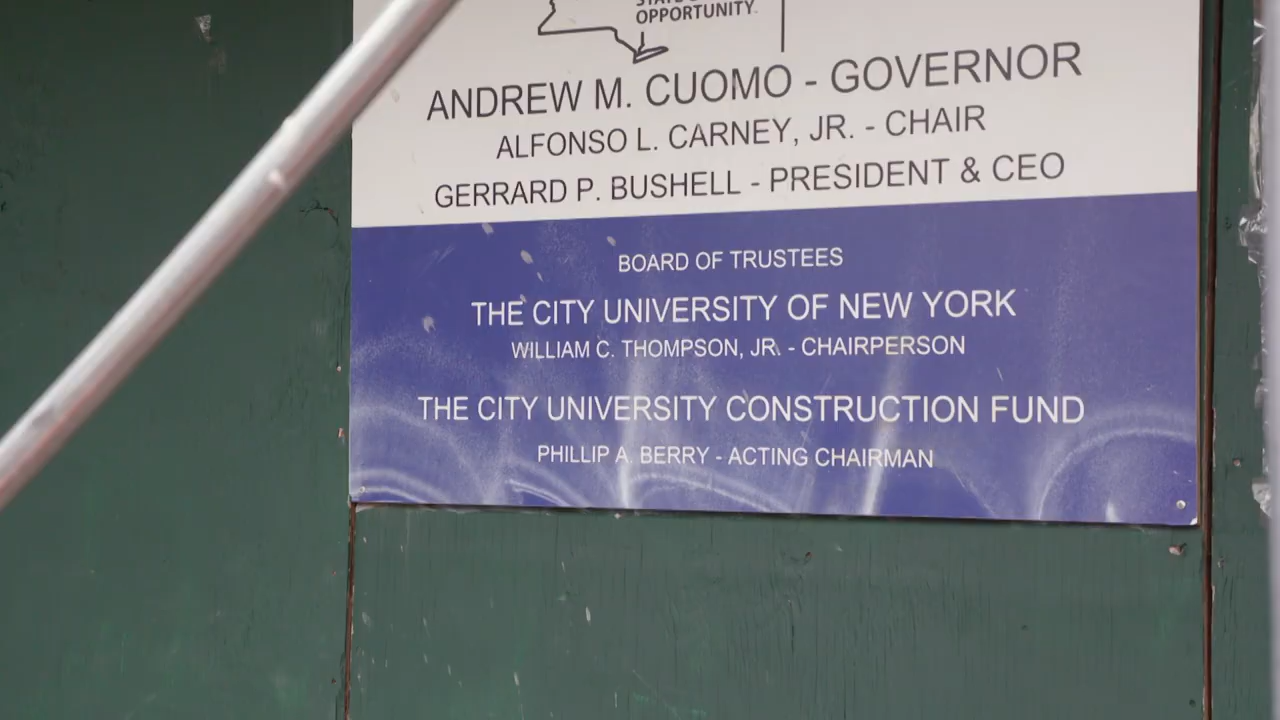 OPPORTUNITY.
ANDREW M. CUOMO - GOVERNOR
ALFONSO L. CARNEY, JR. - CHAIR
GERRARD P. BUSHELL - PRESIDENT & CEO
BOARD OF TRUSTEES
THE CITY UNIVERSITY OF NEW YORK
WILLIAM C. THOMPSON, JR. - CHAIRPERSON
THE CITY UNIVERSITY CONSTRUCTION FUND
PHILLIP A. BERRY - ACTING CHAIRMAN